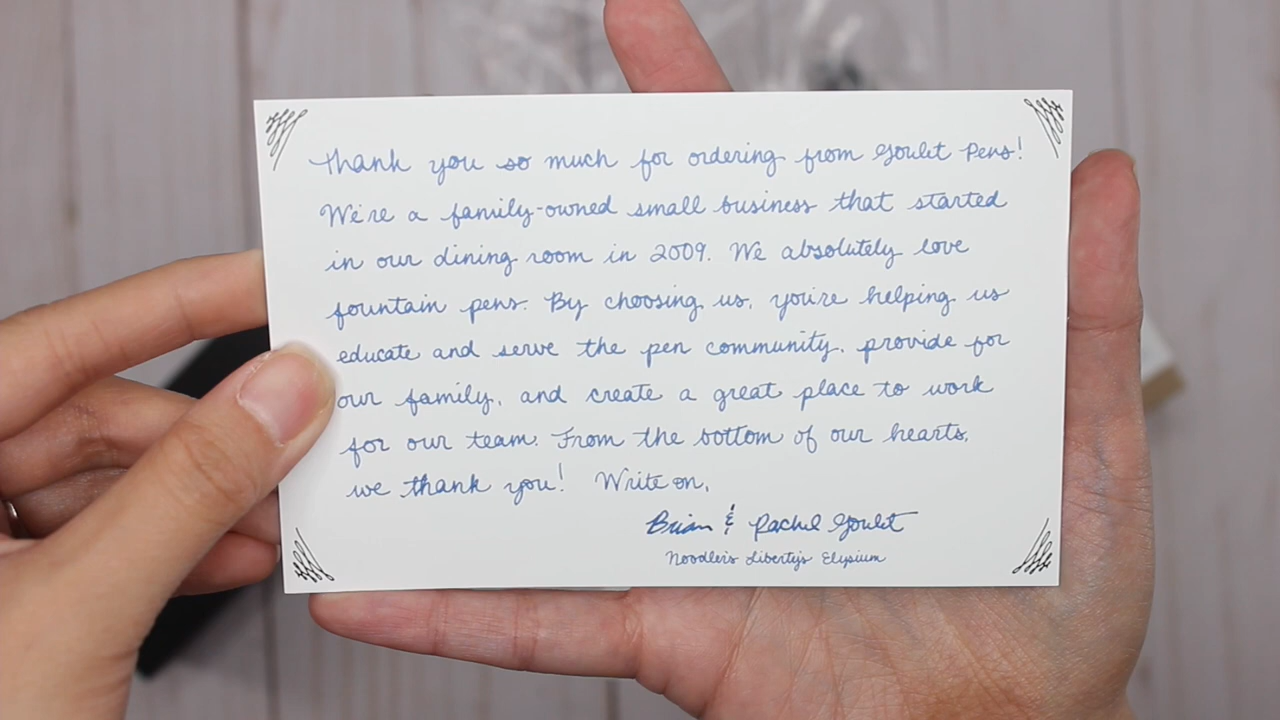 Thank you so much for ordering from Goulet Pens!
We're a family-owned small business that started
in our dining room in 2009. We absolutely love
fountain pens. By choosing us, you're helping us
educate and serve the pen community, provide for
our family, and create a great place to work
for our team. From the bottom of our hearts,
we thank you! Write on,
Brian & Rachel Goulet
Noodler's Liberty's Elysium